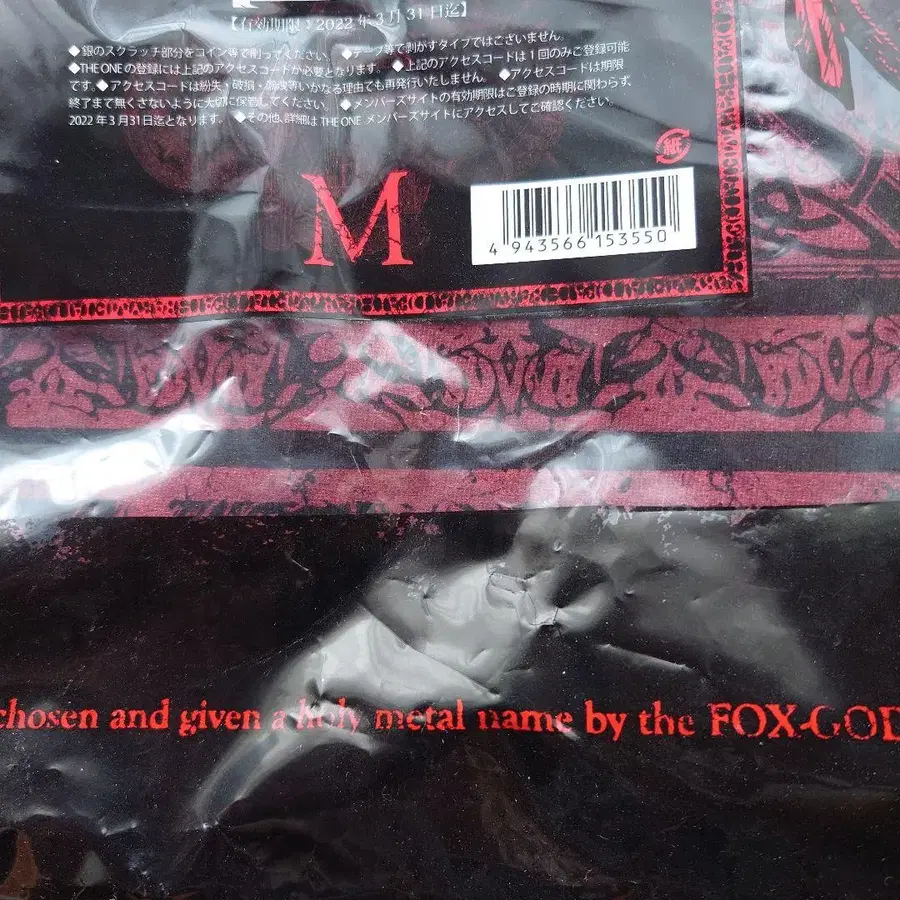 【有効期限：2022年3月31日迄】
◆銀のスクラッチ部分をコイン等で削ってください。 ◆テープ等で剥がすタイプではございません。
◆THE ONEの登録には上記のアクセスコードが必要となります。 ◆上記のアクセスコードは1回のみご登録可能
です。◆アクセスコードは紛失・破損・等いかなる理由でも再発行いたしません。 ◆アクセスコードは期限
終了まで無くさないように大切に保管してください。 ◆メンバーズサイトの有効期限はご登録の時期に関わらず、
2022年3月31日迄となります。 ◆その他、詳細はTHE ONE メンバーズサイトにアクセスしてご確認ください。
紙
M
4 943566 153550
chosen and given a holy metal name by the FOX-GOD